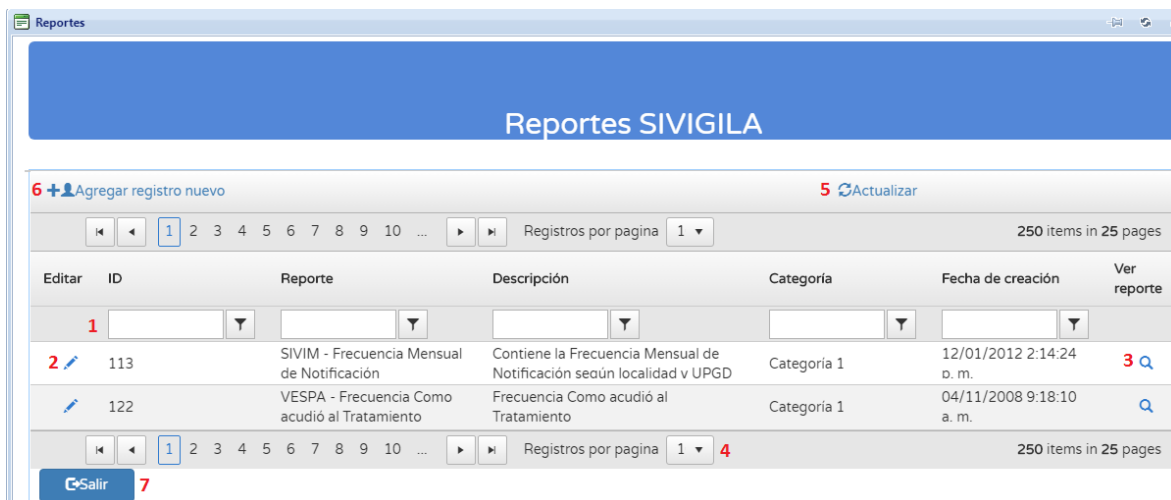 Reportes
Reportes SIVIGILA
6 Agregar registro nuevo 5 Actualizar
1 2 3 4 5 6 7 8 9 10 ... Registros por pagina 1 250 items in 25 pages
Editar ID Reporte Descripción Categoría Fecha de creación Ver reporte
1
2 113 SIVIM - Frecuencia Mensual de Notificación Contiene la Frecuencia Mensual de Notificación según localidad y UPGD Categoría 1 12/01/2012 2:14:24 p. m. 3
122 VESPA - Frecuencia Como acudió al Tratamiento Frecuencia Como acudió al Tratamiento Categoría 1 04/11/2008 9:18:10 a. m.
1 2 3 4 5 6 7 8 9 10 ... Registros por pagina 1 4 250 items in 25 pages
Salir 7